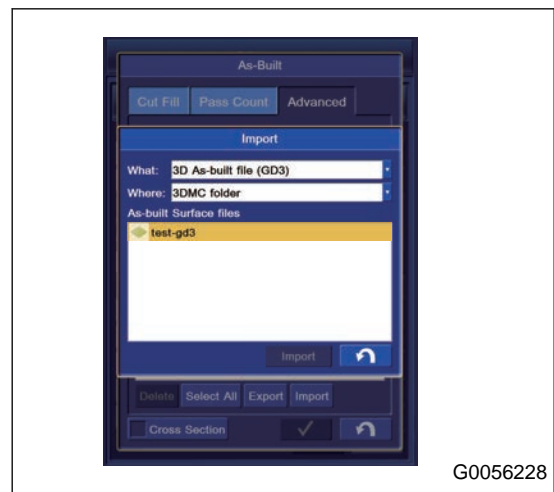 As-Built
Cut Fill Pass Count Advanced
Import
What: 3D As-built file (GD3)
Where: 3DMC folder
As-built Surface files
test-gd3
Import
Delete Select All Export Import
Cross Section
G0056228